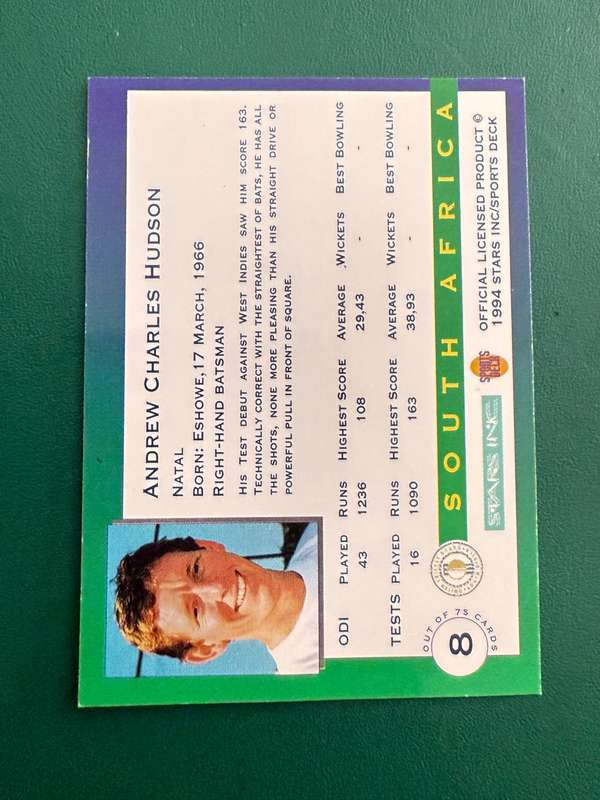 ANDREW CHARLES HUDSON
NATAL
BORN: ESHOWE, 17 MARCH, 1966
RIGHT-HAND BATSMAN
HIS TEST DEBUT AGAINST WEST INDIES SAW HIM SCORE 163.
TECHNICALLY CORRECT WITH THE STRAIGHTEST OF BATS, HE HAS ALL
THE SHOTS, NONE MORE PLEASING THAN HIS STRAIGHT DRIVE OR
POWERFUL PULL IN FRONT OF SQUARE.
ODI PLAYED RUNS HIGHEST SCORE AVERAGE WICKETS BEST BOWLING
43 1236 108 29,43 - -
TESTS PLAYED RUNS HIGHEST SCORE AVERAGE WICKETS BEST BOWLING
16 1090 163 38,93 - -
SOUTH AFRICA
OUT OF 75 CARDS
8
STARS INC
SPORTS DECK
OFFICIAL LICENSED PRODUCT ©
1994 STARS INC/SPORTS DECK